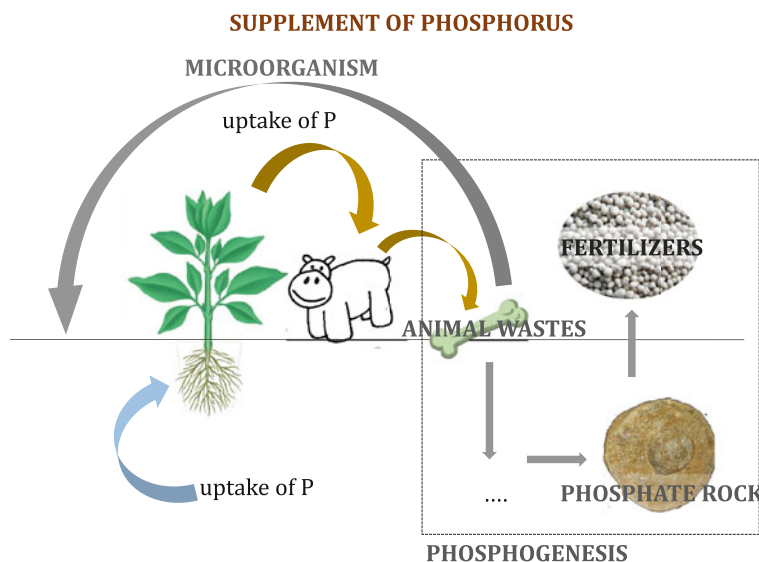 SUPPLEMENT OF PHOSPHORUS
MICROORGANISM
uptake of P
FERTILIZERS
ANIMAL WASTES
uptake of P
....
PHOSPHATE ROCK
PHOSPHOGENESIS